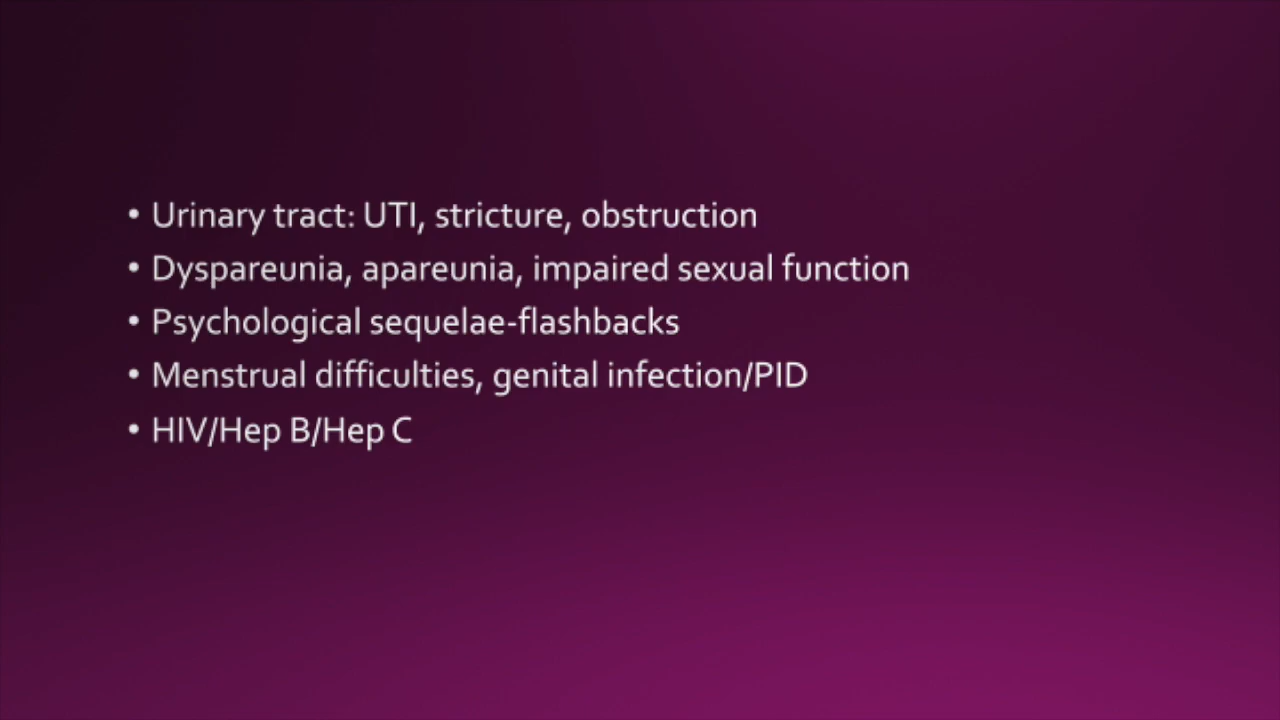 • Urinary tract: UTI, stricture, obstruction
• Dyspareunia, apareunia, impaired sexual function
• Psychological sequelae-flashbacks
• Menstrual difficulties, genital infection/PID
• HIV/Hep B/Hep C